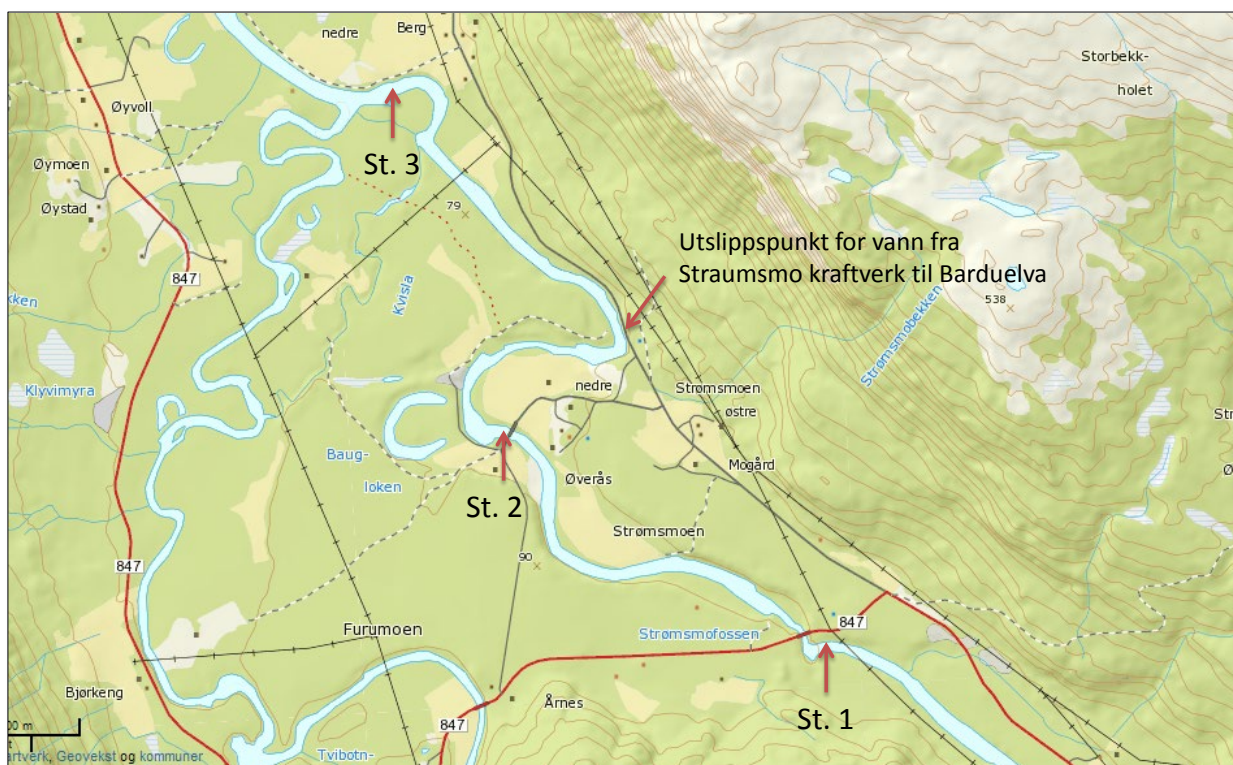 nedre
Berg-
Storbekk-
holet
Øyvoll
Øymoen
Øystad
St. 3
79
847
Kvisla
Utslippspunkt for vann fra
Straumsmo kraftverk til Barduelva
538
Strømsmobekken
Klyvimyra
nedre
Strømsmoen
østre
Mogård
Baug-
loken
Øverås
St. 2
Strømsmoen
90
847
Furumoen
Strømsmofossen
847
Bjørkeng
Årnes
St. 1
847
Tvibotn-
Geovekst og kommuner